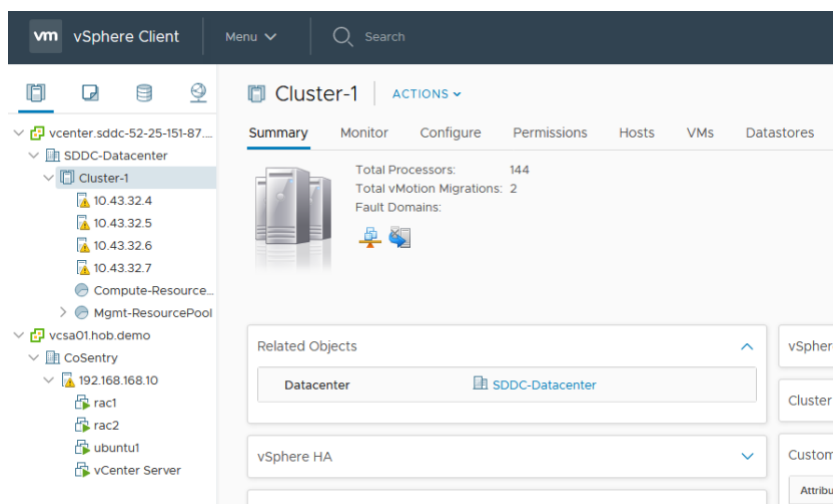 vm vSphere Client Menu Search
Cluster-1 ACTIONS
Summary Monitor Configure Permissions Hosts VMs Datastores
vcenter.sddc-52-25-151-87....
SDDC-Datacenter
Cluster-1
10.43.32.4
10.43.32.5
10.43.32.6
10.43.32.7
Compute-Resource...
Mgmt-ResourcePool
vcsa01.hob.demo
CoSentry
192.168.168.10
rac1
rac2
ubuntu1
vCenter Server
Total Processors: 144
Total vMotion Migrations: 2
Fault Domains:
Related Objects
Datacenter SDDC-Datacenter
vSphere HA
vSpher
Cluster
Custom
Attribu